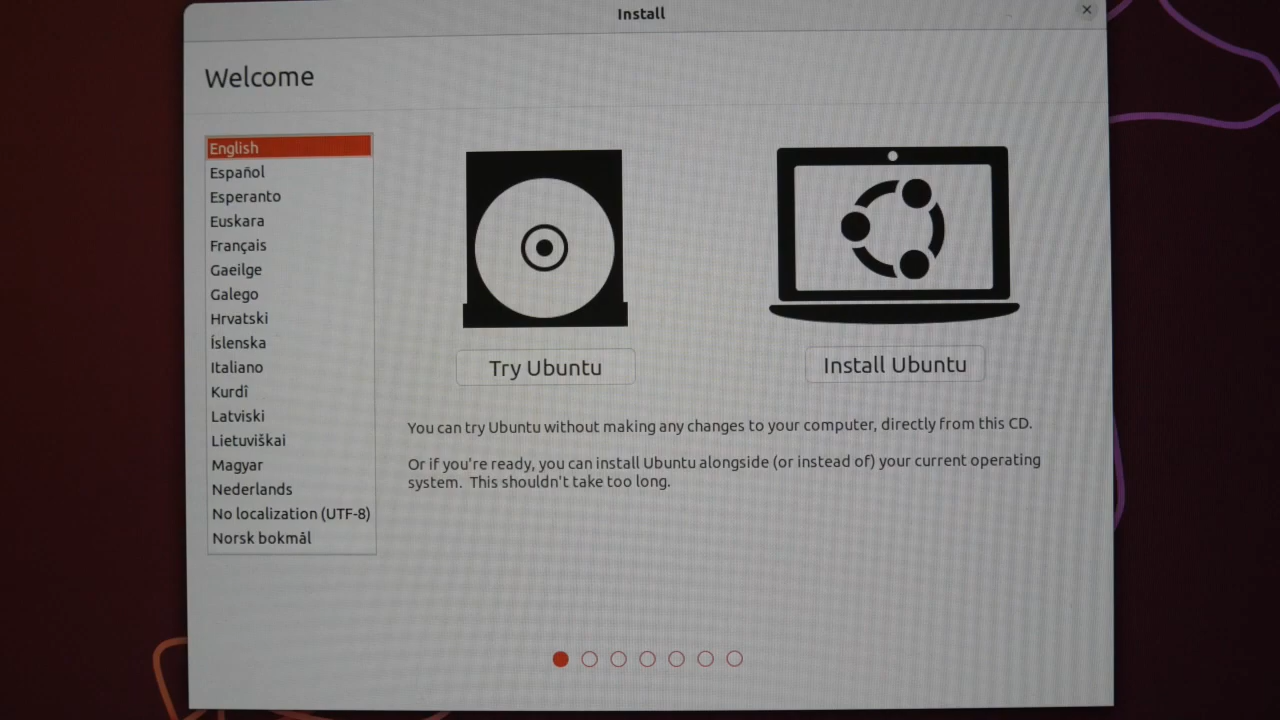 Install
Welcome
English
Español
Esperanto
Euskara
Français
Gaeilge
Galego
Hrvatski
Íslenska
Italiano
Kurdî
Latviski
Lietuviškai
Magyar
Nederlands
No localization (UTF-8)
Norsk bokmål
Try Ubuntu
Install Ubuntu
You can try Ubuntu without making any changes to your computer, directly from this CD.
Or if you're ready, you can install Ubuntu alongside (or instead of) your current operating
system. This shouldn't take too long.